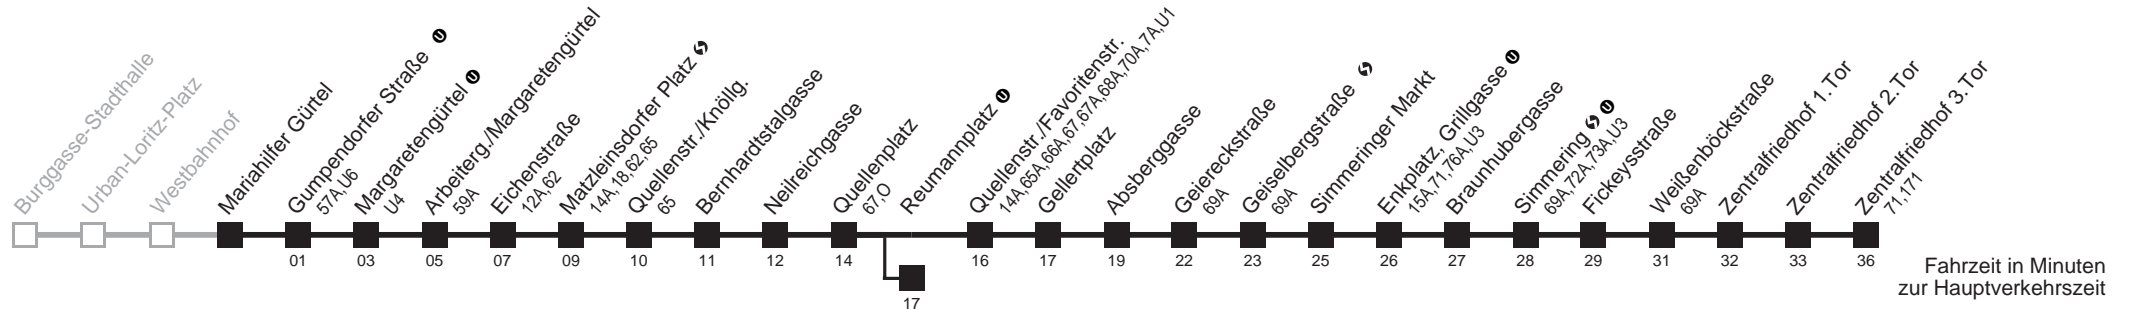 Burggasse-Stadthalle
Urban-Loritz-Platz
Westbahnhof
Mariahilfer Gürtel
Gumpendorfer Straße U
57A,U6
01
Margaretengürtel U
U4
03
Arbeiterg./Margaretengürtel
59A
05
Eichenstraße
12A,62
07
Matzleinsdorfer Platz S
14A,18,62,65
09
Quellenstr./Knöllg.
65
10
Bernhardtstalgasse
11
Neilreichgasse
12
Quellenplatz
67,O
14
Reumannplatz U
17
Quellenstr./Favoritenstr.
14A,65A,66A,67,67A,68A,70A,7A,U1
16
Gellertplatz
17
Absberggasse
19
Geiereckstraße
69A
22
Geiselbergstraße S
69A
23
Simmeringer Markt
25
Enkplatz, Grillgasse U
15A,71,76A,U3
26
Braunhubergasse
27
Simmering S U
69A,72A,73A,U3
28
Fickeysstraße
29
Weißenböckstraße
69A
31
Zentralfriedhof 1.Tor
32
Zentralfriedhof 2.Tor
33
Zentralfriedhof 3.Tor
71,171
36
Fahrzeit in Minuten
zur Hauptverkehrszeit